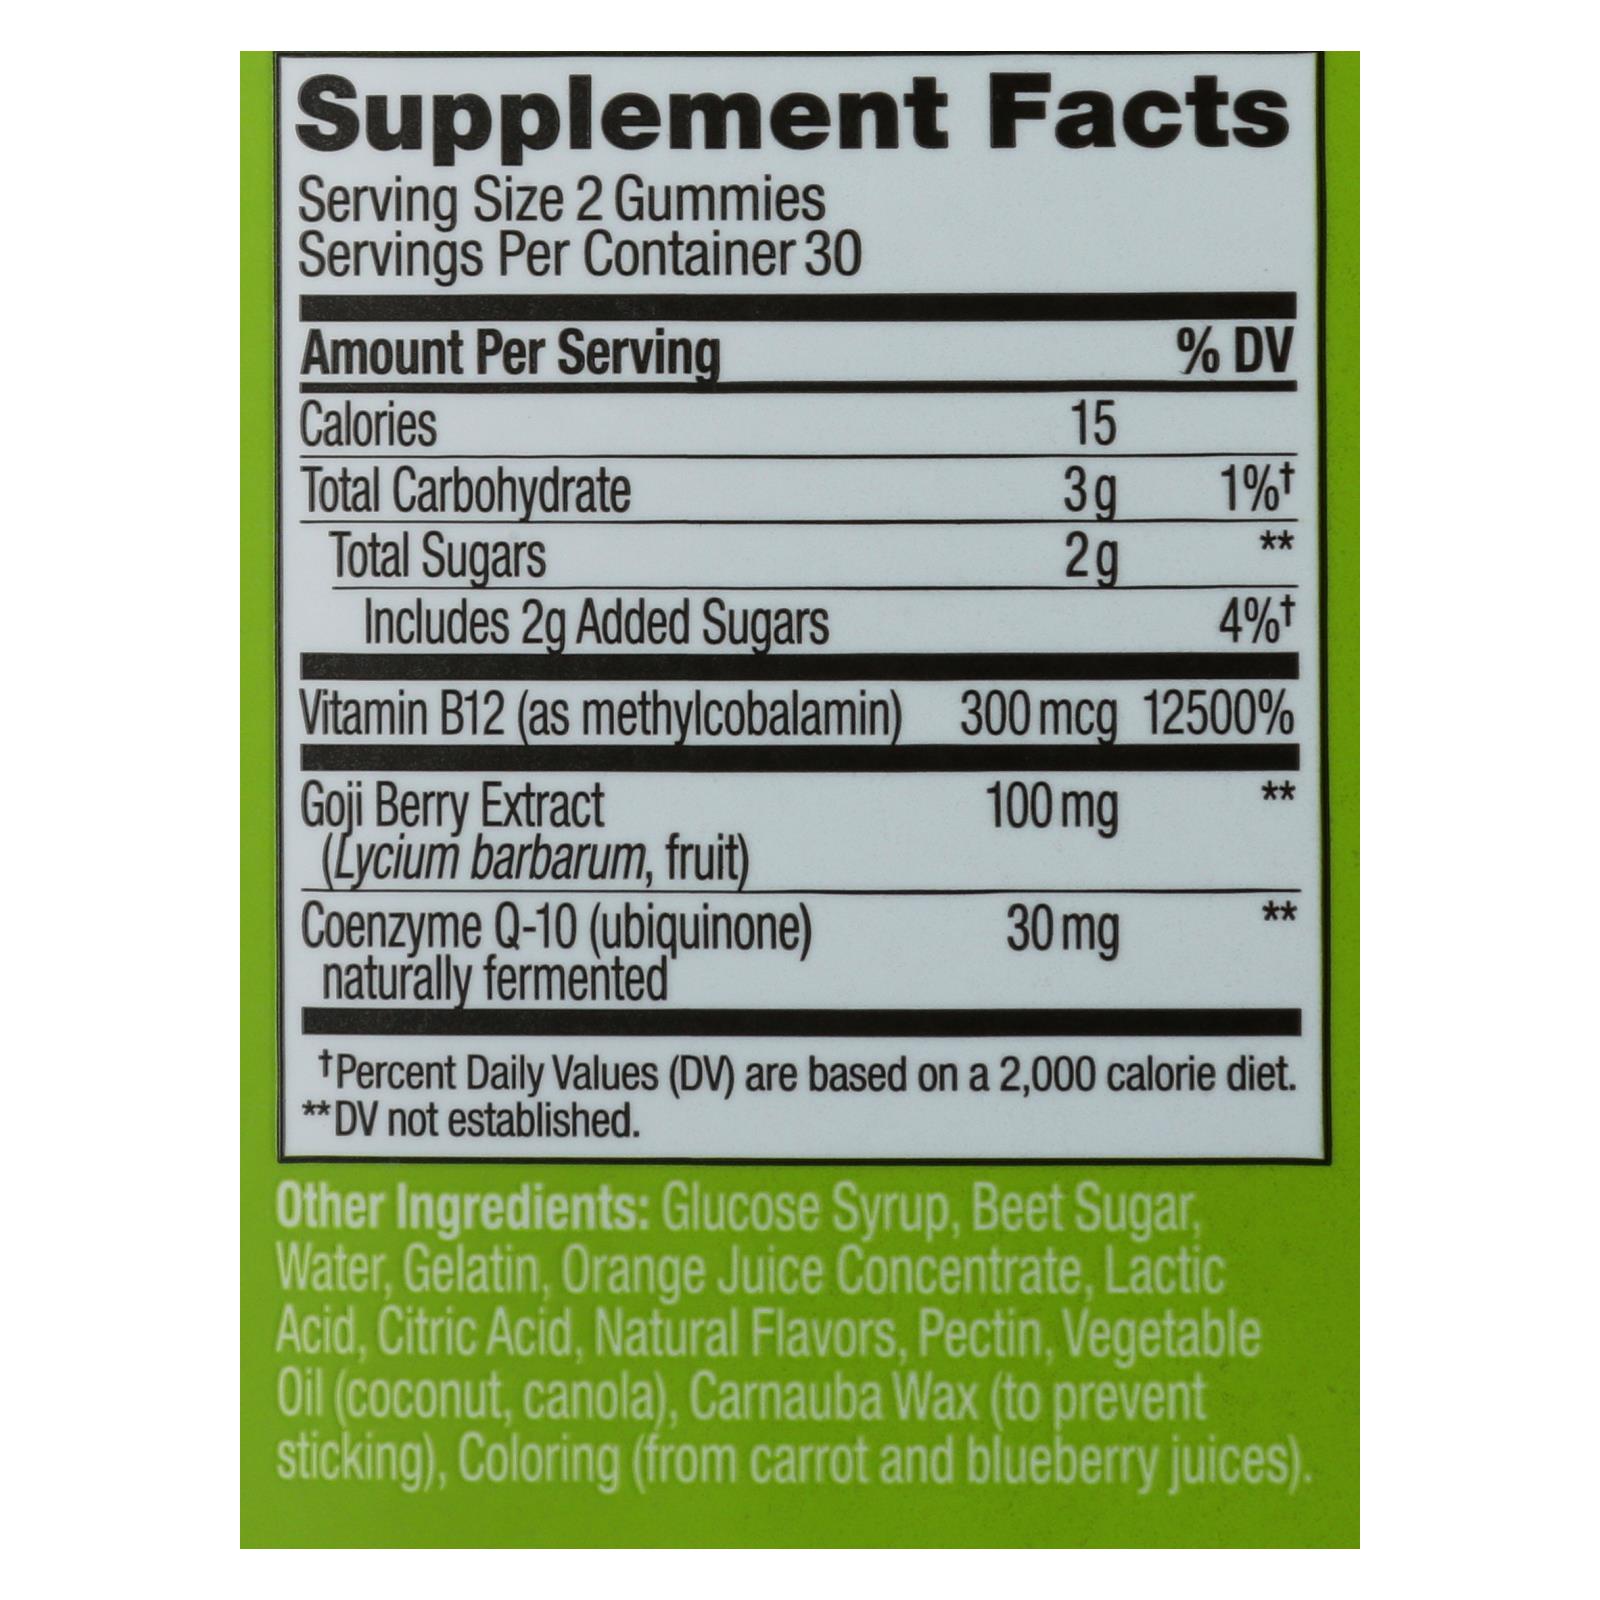 Supplement Facts
Serving Size 2 Gummies
Servings Per Container 30
Amount Per Serving % DV
Calories 15
Total Carbohydrate 3 g 1%†
Total Sugars 2 g **
Includes 2g Added Sugars 4%†
Vitamin B12 (as methylcobalamin) 300 mcg 12500%
Goji Berry Extract 100 mg **
(Lycium barbarum, fruit)
Coenzyme Q-10 (ubiquinone) 30 mg **
naturally fermented
†Percent Daily Values (DV) are based on a 2,000 calorie diet.
**DV not established.
Other Ingredients: Glucose Syrup, Beet Sugar,
Water, Gelatin, Orange Juice Concentrate, Lactic
Acid, Citric Acid, Natural Flavors, Pectin, Vegetable
Oil (coconut, canola), Carnauba Wax (to prevent
sticking), Coloring (from carrot and blueberry juices).